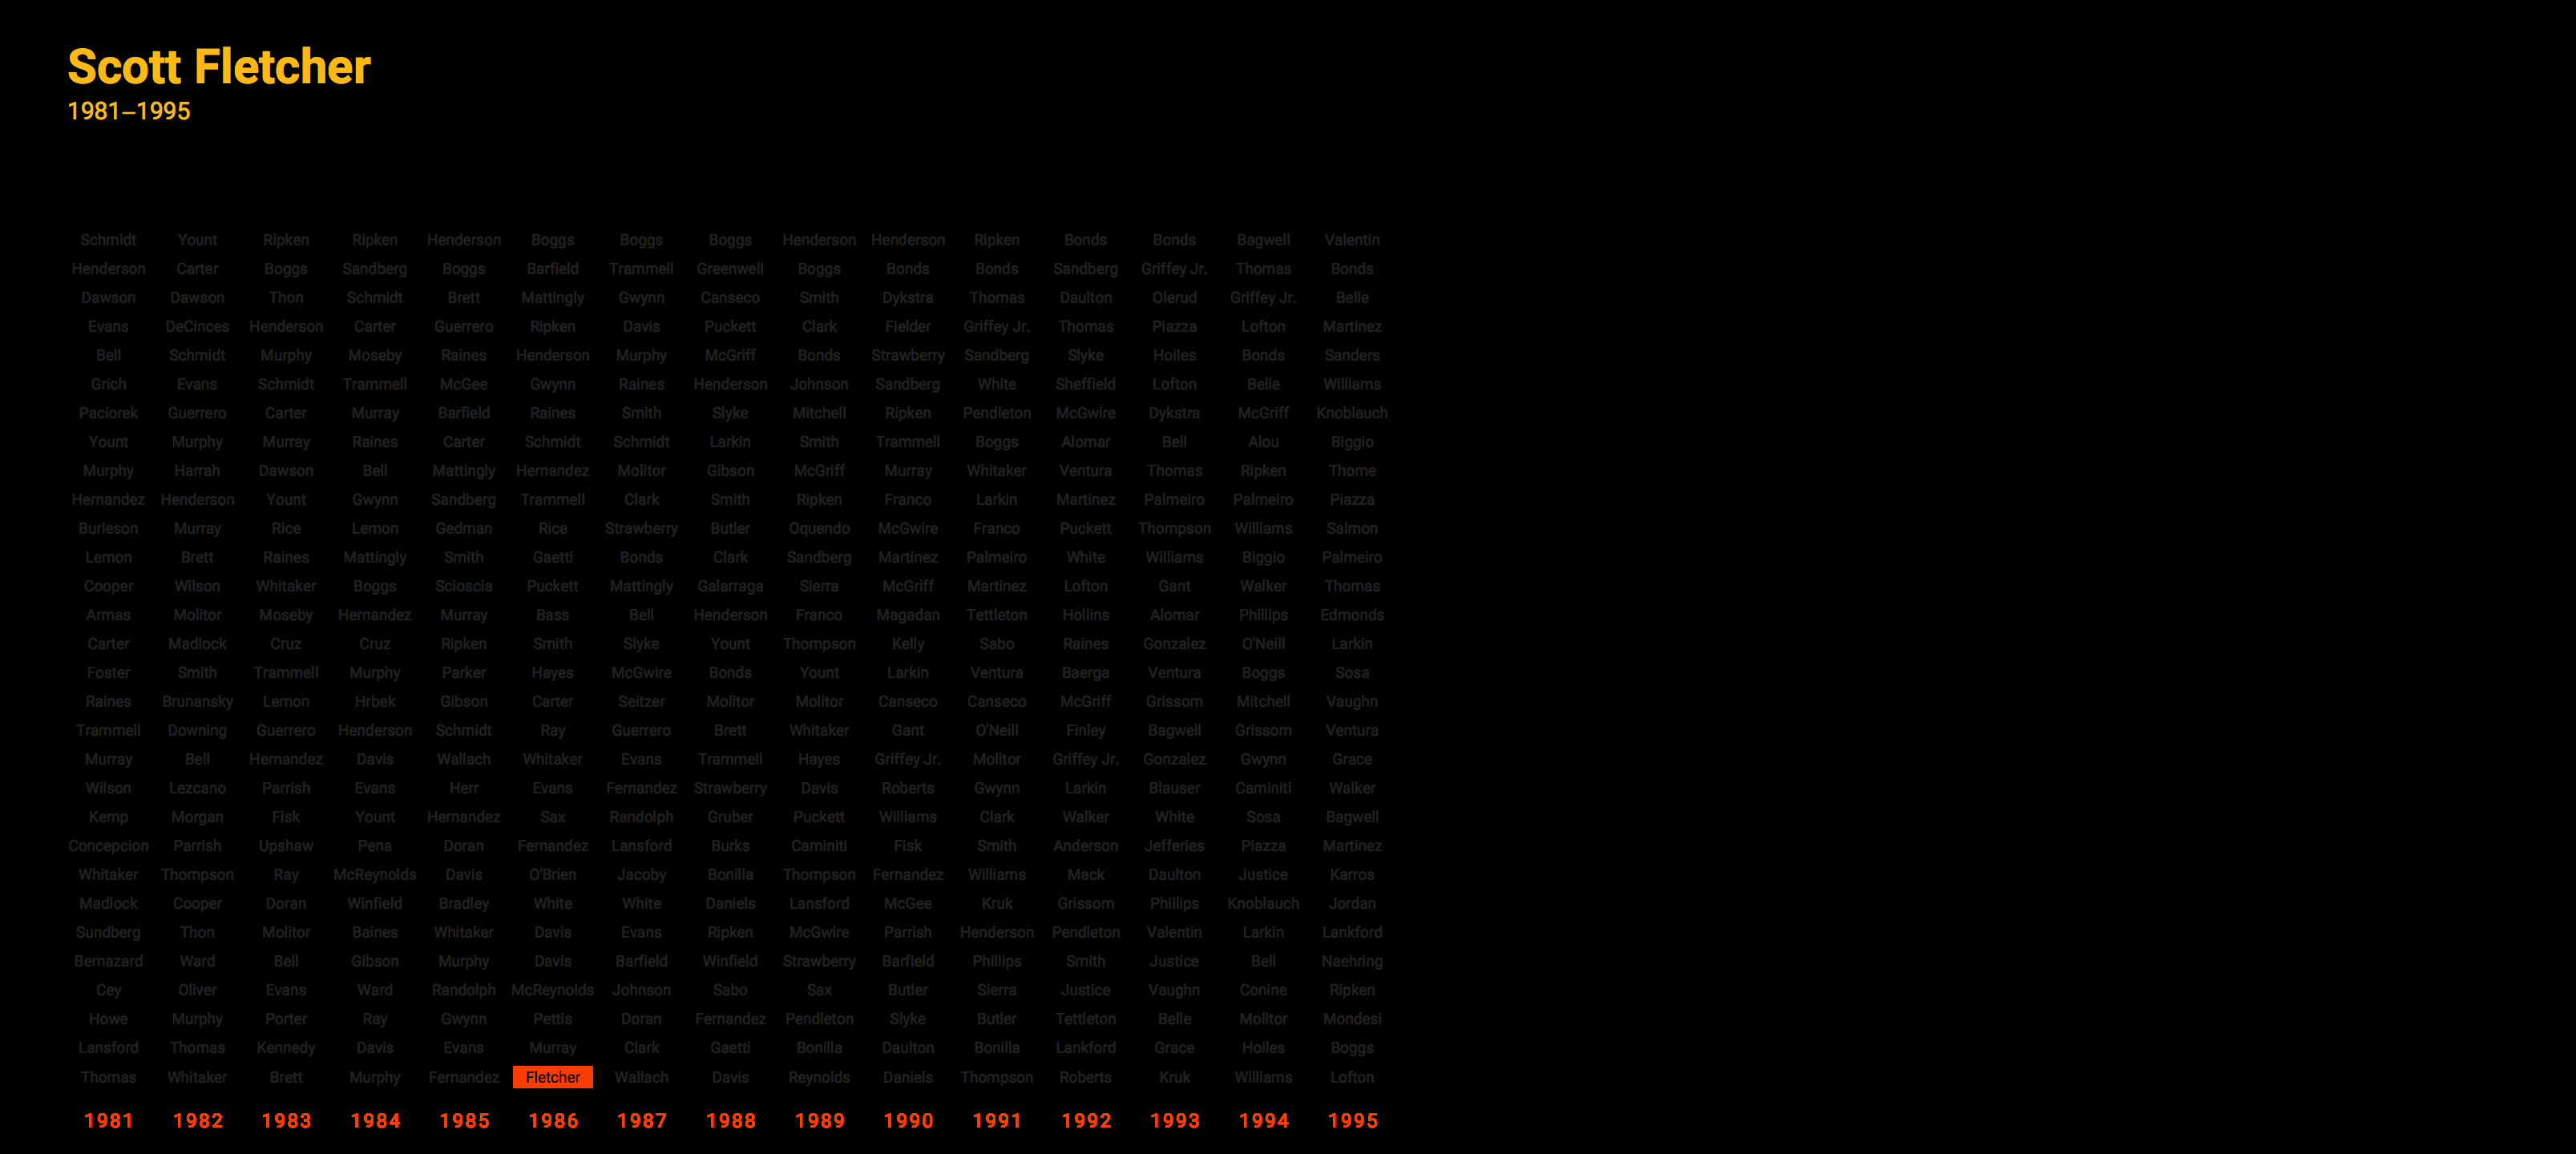 Scott Fletcher
1981–1995
Schmidt Yount Ripken Ripken Henderson Boggs Boggs Boggs Henderson Henderson Ripken Bonds Bonds Bagwell Valentin
Henderson Carter Boggs Sandberg Boggs Barfield Trammell Greenwell Boggs Bonds Bonds Sandberg Griffey Jr. Thomas Bonds
Dawson Dawson Thon Schmidt Brett Mattingly Gwynn Canseco Smith Dykstra Thomas Daulton Olerud Griffey Jr. Belle
Evans DeCinces Henderson Carter Guerrero Ripken Davis Puckett Clark Fielder Griffey Jr. Thomas Piazza Lofton Martinez
Bell Schmidt Murphy Moseby Raines Henderson Murphy McGriff Bonds Strawberry Sandberg Slyke Hoiles Bonds Sanders
Grich Evans Schmidt Trammell McGee Gwynn Raines Henderson Johnson Sandberg White Sheffield Lofton Belle Williams
Paciorek Guerrero Carter Murray Barfield Raines Smith Slyke Mitchell Ripken Pendleton McGwire Dykstra McGriff Knoblauch
Yount Murphy Murray Raines Carter Schmidt Schmidt Larkin Smith Trammell Boggs Alomar Bell Alou Biggio
Murphy Harrah Dawson Bell Mattingly Hernandez Molitor Gibson McGriff Murray Whitaker Ventura Thomas Ripken Thome
Hernandez Henderson Yount Gwynn Sandberg Trammell Clark Smith Ripken Franco Larkin Martinez Palmeiro Palmeiro Piazza
Burleson Murray Rice Lemon Gedman Rice Strawberry Butler Oquendo McGwire Franco Puckett Thompson Williams Salmon
Lemon Brett Raines Mattingly Smith Gaetti Bonds Clark Sandberg Martinez Palmeiro White Williams Biggio Palmeiro
Cooper Wilson Whitaker Boggs Scioscia Puckett Mattingly Galarraga Sierra McGriff Martinez Lofton Gant Walker Thomas
Armas Molitor Moseby Hernandez Murray Bass Bell Henderson Franco Magadan Tettleton Hollins Alomar Phillips Edmonds
Carter Madlock Cruz Cruz Ripken Smith Slyke Yount Thompson Kelly Sabo Raines Gonzalez O'Neill Larkin
Foster Smith Trammell Murphy Parker Hayes McGwire Bonds Yount Larkin Ventura Baerga Ventura Boggs Sosa
Raines Brunansky Lemon Hrbek Gibson Carter Seitzer Molitor Molitor Canseco Canseco McGriff Grissom Mitchell Vaughn
Trammell Downing Guerrero Henderson Schmidt Ray Guerrero Brett Whitaker Gant O'Neill Finley Bagwell Grissom Ventura
Murray Bell Hernandez Davis Wallach Whitaker Evans Trammell Hayes Griffey Jr. Molitor Griffey Jr. Gonzalez Gwynn Grace
Wilson Lezcano Parrish Evans Herr Evans Fernandez Strawberry Davis Roberts Gwynn Larkin Blauser Caminiti Walker
Kemp Morgan Fisk Yount Hernandez Sax Randolph Gruber Puckett Williams Clark Walker White Sosa Bagwell
Concepcion Parrish Upshaw Pena Doran Fernandez Lansford Burks Caminiti Fisk Smith Anderson Jefferies Piazza Martinez
Whitaker Thompson Ray McReynolds Davis O'Brien Jacoby Bonilla Thompson Fernandez Williams Mack Daulton Justice Karros
Madlock Cooper Doran Winfield Bradley White White Daniels Lansford McGee Kruk Grissom Phillips Knoblauch Jordan
Sundberg Thon Molitor Baines Whitaker Davis Evans Ripken McGwire Parrish Henderson Pendleton Valentin Larkin Lankford
Bernazard Ward Bell Gibson Murphy Davis Barfield Winfield Strawberry Barfield Phillips Smith Justice Bell Naehring
Cey Oliver Evans Ward Randolph McReynolds Johnson Sabo Sax Butler Sierra Justice Vaughn Conine Ripken
Howe Murphy Porter Ray Gwynn Pettis Doran Fernandez Pendleton Slyke Butler Tettleton Belle Molitor Mondesi
Lansford Thomas Kennedy Davis Evans Murray Clark Gaetti Bonilla Daulton Bonilla Lankford Grace Hoiles Boggs
Thomas Whitaker Brett Murphy Fernandez Fletcher Wallach Davis Reynolds Daniels Thompson Roberts Kruk Williams Lofton
1981 1982 1983 1984 1985 1986 1987 1988 1989 1990 1991 1992 1993 1994 1995